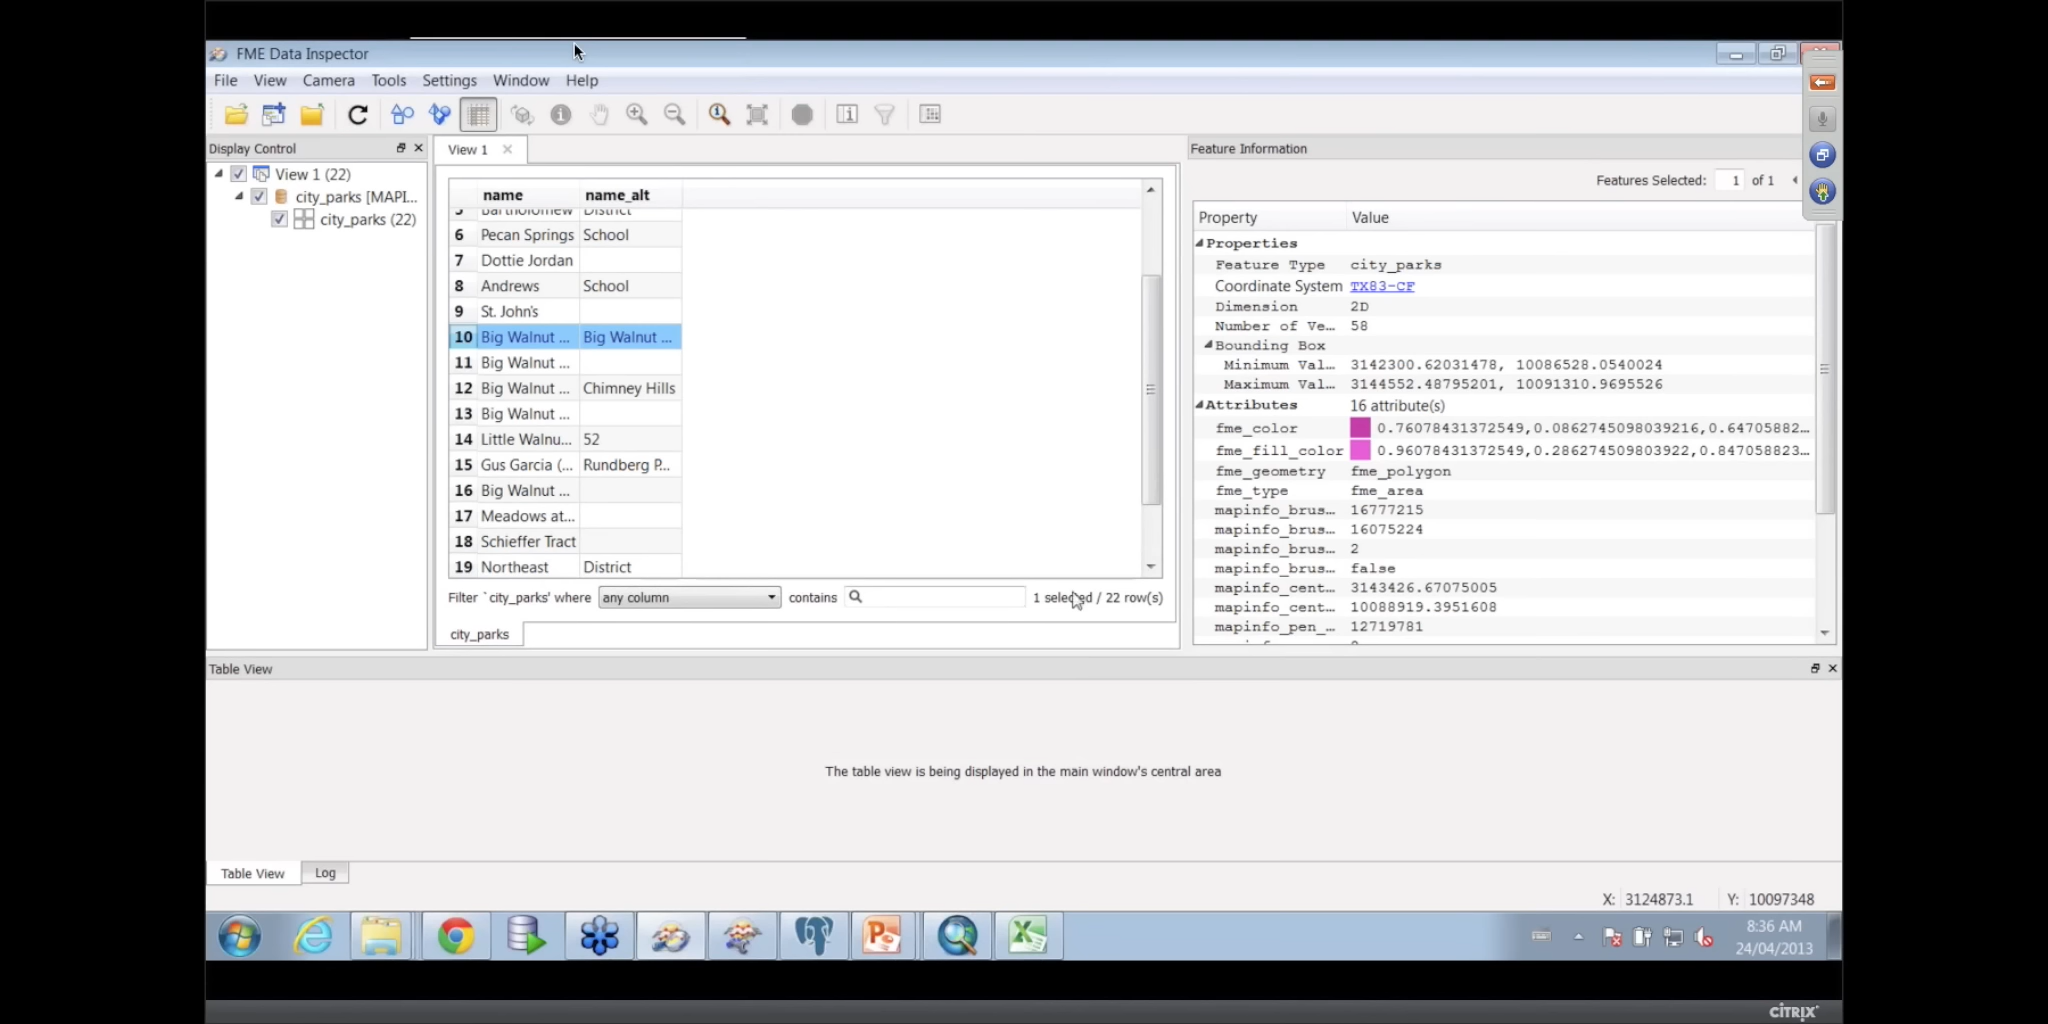 FME Data Inspector
File View Camera Tools Settings Window Help
Display Control
View 1 (22)
city_parks [MAPI...
city_parks (22)
View 1
name name_alt
5 Bartholomew District
6 Pecan Springs School
7 Dottie Jordan
8 Andrews School
9 St. John's
10 Big Walnut ... Big Walnut ...
11 Big Walnut ...
12 Big Walnut ... Chimney Hills
13 Big Walnut ...
14 Little Walnu... 52
15 Gus Garcia (... Rundberg P...
16 Big Walnut ...
17 Meadows at...
18 Schieffer Tract
19 Northeast District
Filter `city_parks' where any column contains 1 selected / 22 row(s)
city_parks
Feature Information
Features Selected: 1 of 1
Property Value
Properties
Feature Type city_parks
Coordinate System TX83-CF
Dimension 2D
Number of Ve... 58
Bounding Box
Minimum Val... 3142300.62031478, 10086528.0540024
Maximum Val... 3144552.48795201, 10091310.9695526
Attributes 16 attribute(s)
fme_color 0.76078431372549,0.0862745098039216,0.64705882...
fme_fill_color 0.96078431372549,0.286274509803922,0.847058823...
fme_geometry fme_polygon
fme_type fme_area
mapinfo_brus... 16777215
mapinfo_brus... 16075224
mapinfo_brus... 2
mapinfo_brus... false
mapinfo_cent... 3143426.67075005
mapinfo_cent... 10088919.3951608
mapinfo_pen_... 12719781
Table View
The table view is being displayed in the main window's central area
Table View Log
X: 3124873.1 Y: 10097348
8:36 AM
24/04/2013
CITRIX